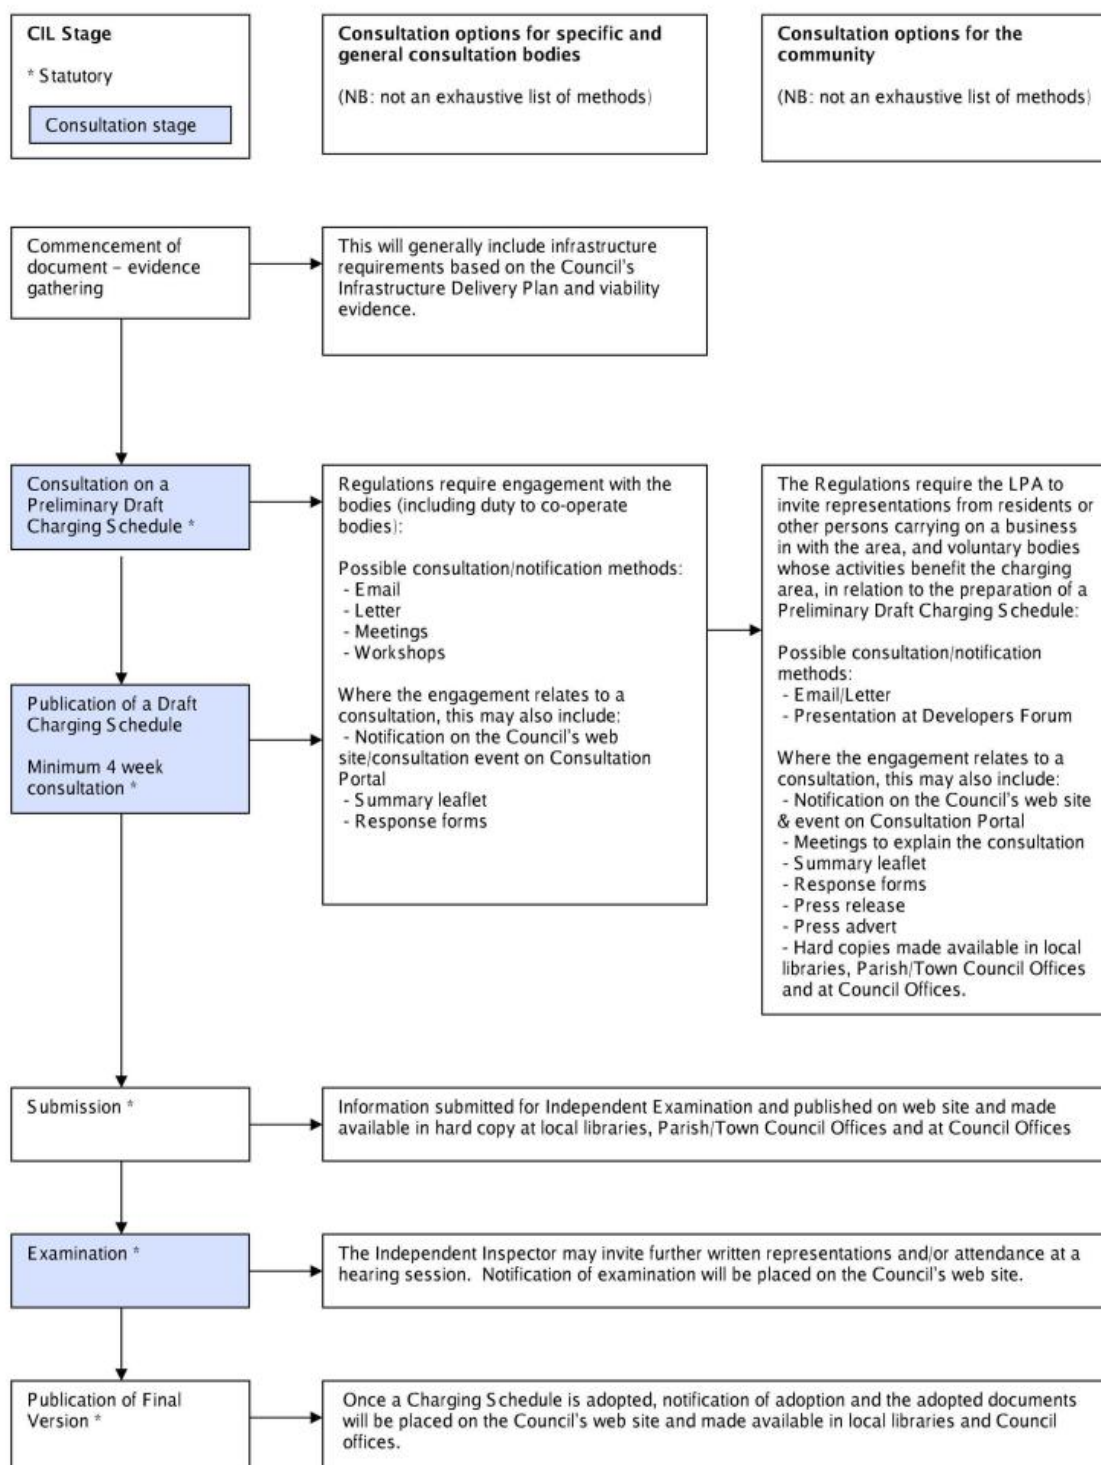 CIL Stage
* Statutory
Consultation stage
Consultation options for specific and
general consultation bodies
(NB: not an exhaustive list of methods)
Consultation options for the
community
(NB: not an exhaustive list of methods)
Commencement of
document – evidence
gathering
This will generally include infrastructure
requirements based on the Council's
Infrastructure Delivery Plan and viability
evidence.
Consultation on a
Preliminary Draft
Charging Schedule *
Regulations require engagement with the
bodies (including duty to co-operate
bodies):
Possible consultation/notification methods:
- Email
- Letter
- Meetings
- Workshops
Where the engagement relates to a
consultation, this may also include:
- Notification on the Council's web
site/consultation event on Consultation
Portal
- Summary leaflet
- Response forms
The Regulations require the LPA to
invite representations from residents or
other persons carrying on a business
in with the area, and voluntary bodies
whose activities benefit the charging
area, in relation to the preparation of a
Preliminary Draft Charging Schedule:
Possible consultation/notification
methods:
- Email/Letter
- Presentation at Developers Forum
Where the engagement relates to a
consultation, this may also include:
- Notification on the Council's web site
& event on Consultation Portal
- Meetings to explain the consultation
- Summary leaflet
- Response forms
- Press release
- Press advert
- Hard copies made available in local
libraries, Parish/Town Council Offices
and at Council Offices.
Publication of a Draft
Charging Schedule
Minimum 4 week
consultation *
Submission *
Information submitted for Independent Examination and published on web site and made
available in hard copy at local libraries, Parish/Town Council Offices and at Council Offices
Examination *
The Independent Inspector may invite further written representations and/or attendance at a
hearing session. Notification of examination will be placed on the Council's web site.
Publication of Final
Version *
Once a Charging Schedule is adopted, notification of adoption and the adopted documents
will be placed on the Council's web site and made available in local libraries and Council
offices.